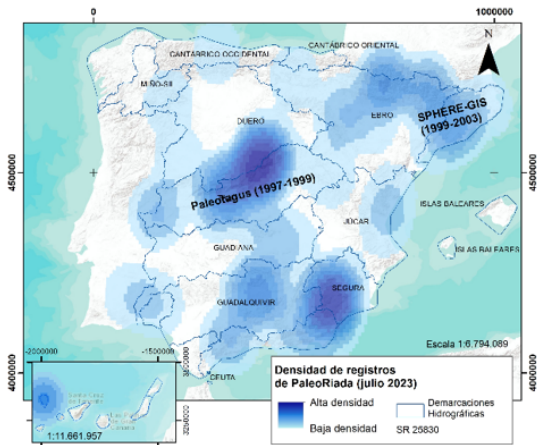 0
1000000
N
CANTÁBRICO OCCIDENTAL
CANTÁBRICO ORIENTAL
MIÑO-SIL
DUERO
EBRO
SPHERE-GIS
(1999-2003)
4500000
4500000
Paleotagus (1997-1999)
ISLAS BALEARES
JÚCAR
GUADIANA
ISLAS BALEARES
GUADALQUIVIR
SEGURA
Escala 1:6.794.089
-2000000
-1500000
CEUTA
4000000
4000000
1:11.661.957
Densidad de registros
de PaleoRiada (julio 2023)
Alta densidad
Baja densidad
Demarcaciones
Hidrográficas
SR 25830